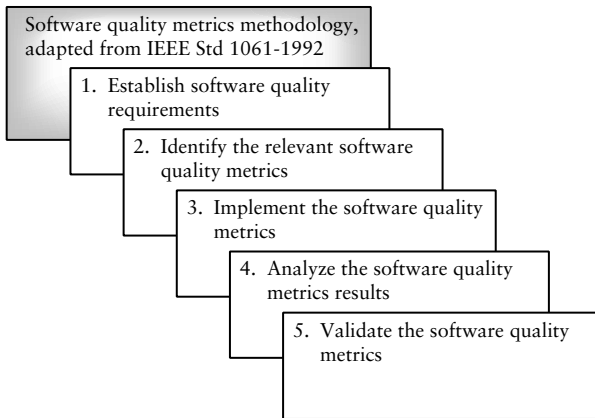 Software quality metrics methodology,
adapted from IEEE Std 1061-1992
1. Establish software quality
requirements
2. Identify the relevant software
quality metrics
3. Implement the software quality
metrics
4. Analyze the software quality
metrics results
5. Validate the software quality
metrics